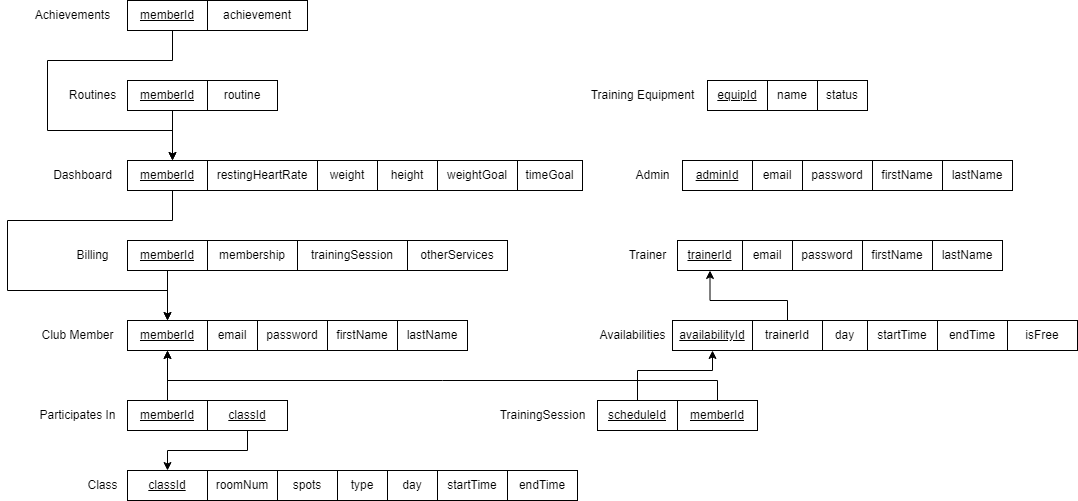 Achievements memberId achievement
Routines memberId routine
Training Equipment equipId name status
Dashboard memberId restingHeartRate weight height weightGoal timeGoal
Admin adminId email password firstName lastName
Billing memberId membership trainingSession otherServices
Trainer trainerId email password firstName lastName
Club Member memberId email password firstName lastName
Availabilities availabilityId trainerId day startTime endTime isFree
Participates In memberId classId
TrainingSession scheduleId memberId
Class classId roomNum spots type day startTime endTime